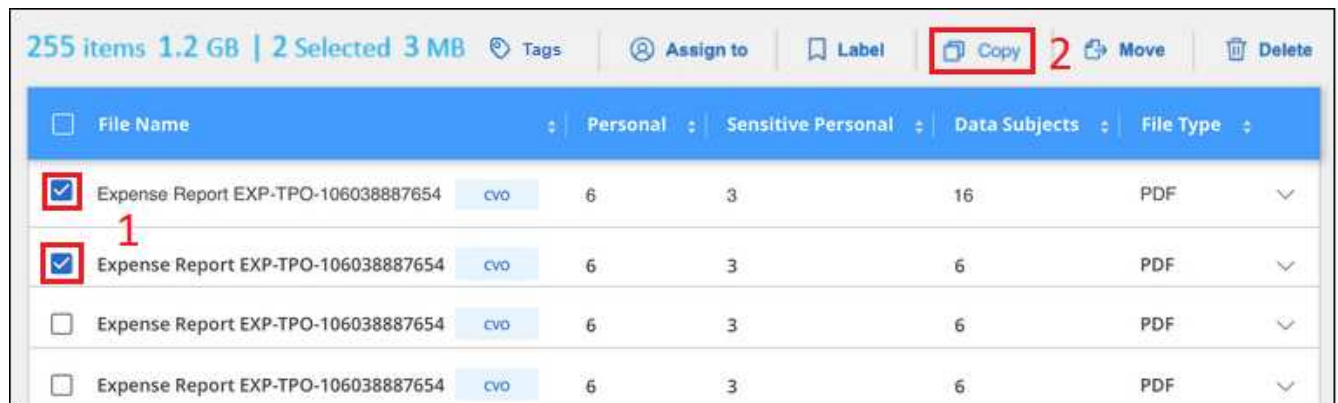 255 items 1.2 GB | 2 Selected 3 MB Tags Assign to Label Copy 2 Move Delete
File Name Personal Sensitive Personal Data Subjects File Type
Expense Report EXP-TPO-106038887654 CVO 6 3 16 PDF
1
Expense Report EXP-TPO-106038887654 CVO 6 3 6 PDF
Expense Report EXP-TPO-106038887654 CVO 6 3 6 PDF
Expense Report EXP-TPO-106038887654 CVO 6 3 6 PDF